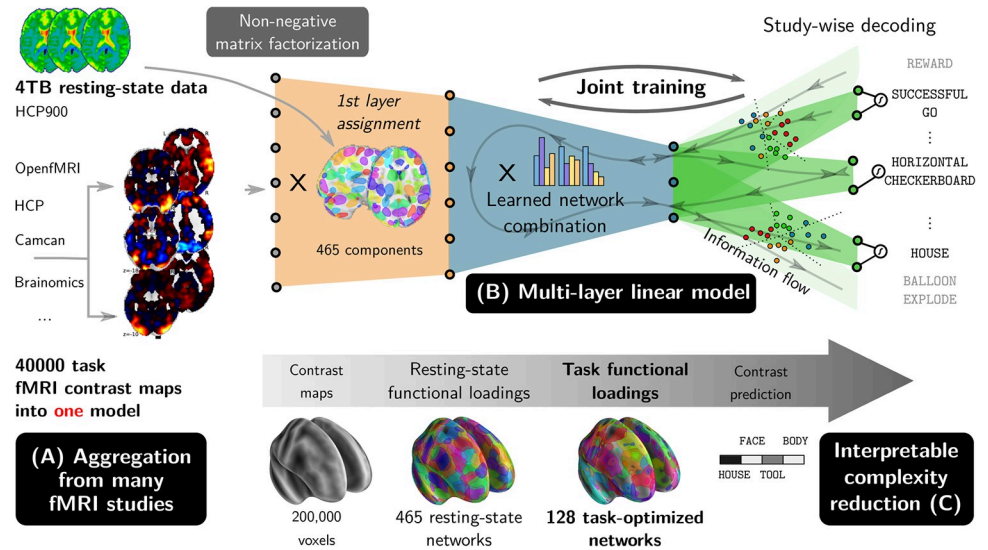 Non-negative
matrix factorization
Study-wise decoding
4TB resting-state data
HCP900
OpenfMRI
HCP
Camcan
Brainomics
...
1st layer
assignment
X
465 components
Joint training
X
Learned network
combination
Information flow
REWARD
SUCCESSFUL
GO
⋮
HORIZONTAL
CHECKERBOARD
⋮
HOUSE
BALLOON
EXPLODE
(B) Multi-layer linear model
40000 task
fMRI contrast maps
into one model
(A) Aggregation
from many
fMRI studies
Contrast
maps
Resting-state
functional loadings
Task functional
loadings
Contrast
prediction
200,000
voxels
465 resting-state
networks
128 task-optimized
networks
FACE BODY
HOUSE TOOL
Interpretable
complexity
reduction (C)